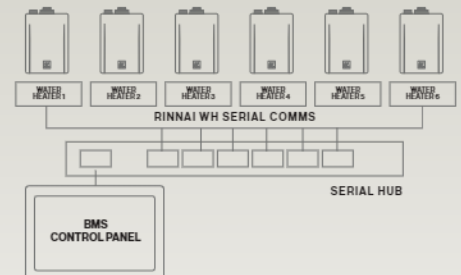 WATER
HEATER 1
WATER
HEATER 2
WATER
HEATER 3
WATER
HEATER 4
WATER
HEATER 5
WATER
HEATER 6
RINNAI WH SERIAL COMMS
SERIAL HUB
BMS
CONTROL PANEL